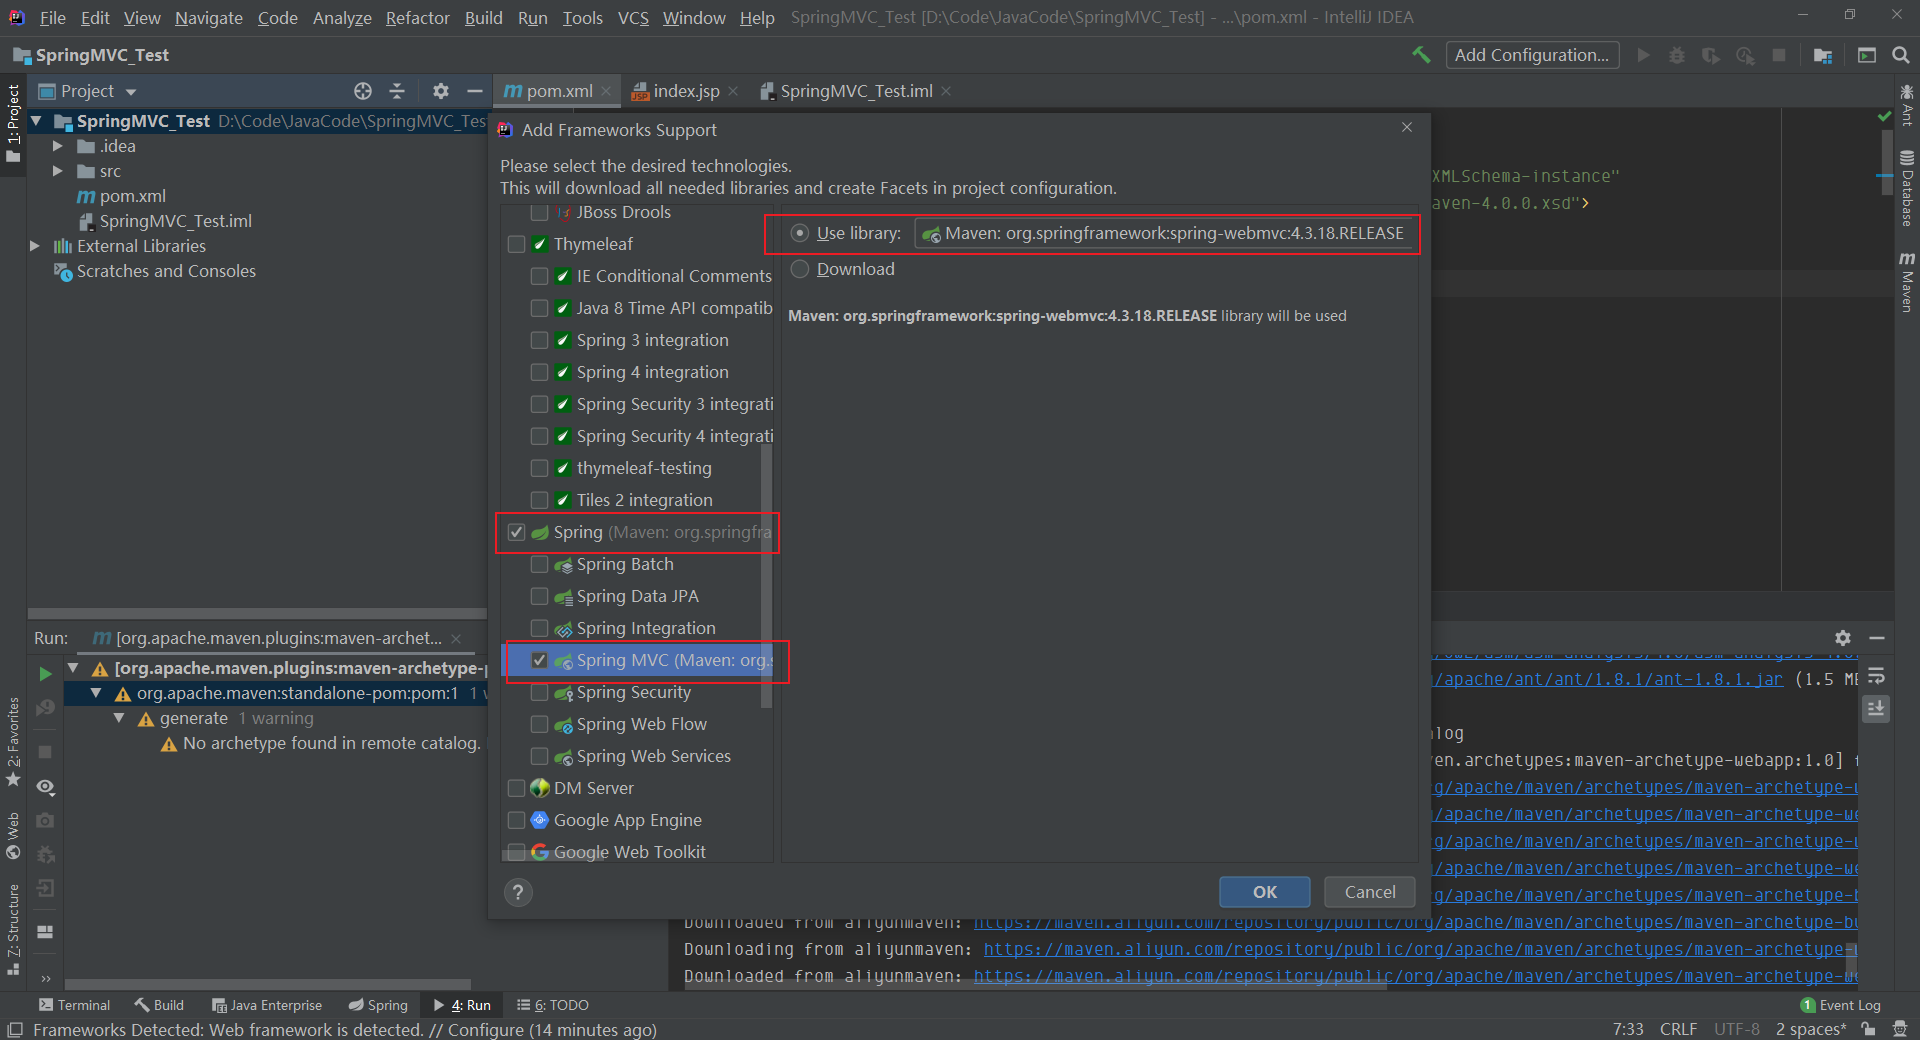 File Edit View Navigate Code Analyze Refactor Build Run Tools VCS Window Help SpringMVC_Test [D:\Code\JavaCode\SpringMVC_Test] - ...\pom.xml - IntelliJ IDEA
SpringMVC_Test
Add Configuration...
Project
pom.xml
index.jsp
SpringMVC_Test.iml
1: Project
SpringMVC_Test D:\Code\JavaCode\SpringMVC_Tes
.idea
src
pom.xml
SpringMVC_Test.iml
External Libraries
Scratches and Consoles
Add Frameworks Support
Please select the desired technologies.
This will download all needed libraries and create Facets in project configuration.
JBoss Drools
Thymeleaf
IE Conditional Comments
Java 8 Time API compatib
Spring 3 integration
Spring 4 integration
Spring Security 3 integrati
Spring Security 4 integrati
thymeleaf-testing
Tiles 2 integration
Spring (Maven: org.springfra
Spring Batch
Spring Data JPA
Spring Integration
Spring MVC (Maven: org.s
Spring Security
Spring Web Flow
Spring Web Services
DM Server
Google App Engine
Google Web Toolkit
Use library: Maven: org.springframework:spring-webmvc:4.3.18.RELEASE
Download
Maven: org.springframework:spring-webmvc:4.3.18.RELEASE library will be used
?
OK
Cancel
XMLSchema-instance"
aven-4.0.0.xsd">
Ant
Database
m Maven
Run: [org.apache.maven.plugins:maven-archet...
[org.apache.maven.plugins:maven-archetype-p
org.apache.maven:standalone-pom:pom:1 1 w
generate 1 warning
No archetype found in remote catalog.
2: Favorites
Web
Z: Structure
/apache/ant/ant/1.8.1/ant-1.8.1.jar (1.5 ME
log
ven.archetypes:maven-archetype-webapp:1.0] f
rg/apache/maven/archetypes/maven-archetype-w
g/apache/maven/archetypes/maven-archetype-we
rg/apache/maven/archetypes/maven-archetype-w
g/apache/maven/archetypes/maven-archetype-we
rg/apache/maven/archetypes/maven-archetype-b
Downloaded from aliyunmaven: https://maven.aliyun.com/repository/public/org/apache/maven/archetypes/maven-archetype-bu
Downloading from aliyunmaven: https://maven.aliyun.com/repository/public/org/apache/maven/archetypes/maven-archetype-
Downloaded from aliyunmaven: https://maven.aliyun.com/repository/public/org/apache/maven/archetypes/maven-archetype-we
Terminal Build Java Enterprise Spring 4: Run 6: TODO
1 Event Log
Frameworks Detected: Web framework is detected. // Configure (14 minutes ago)
7:33 CRLF UTF-8 2 spaces*